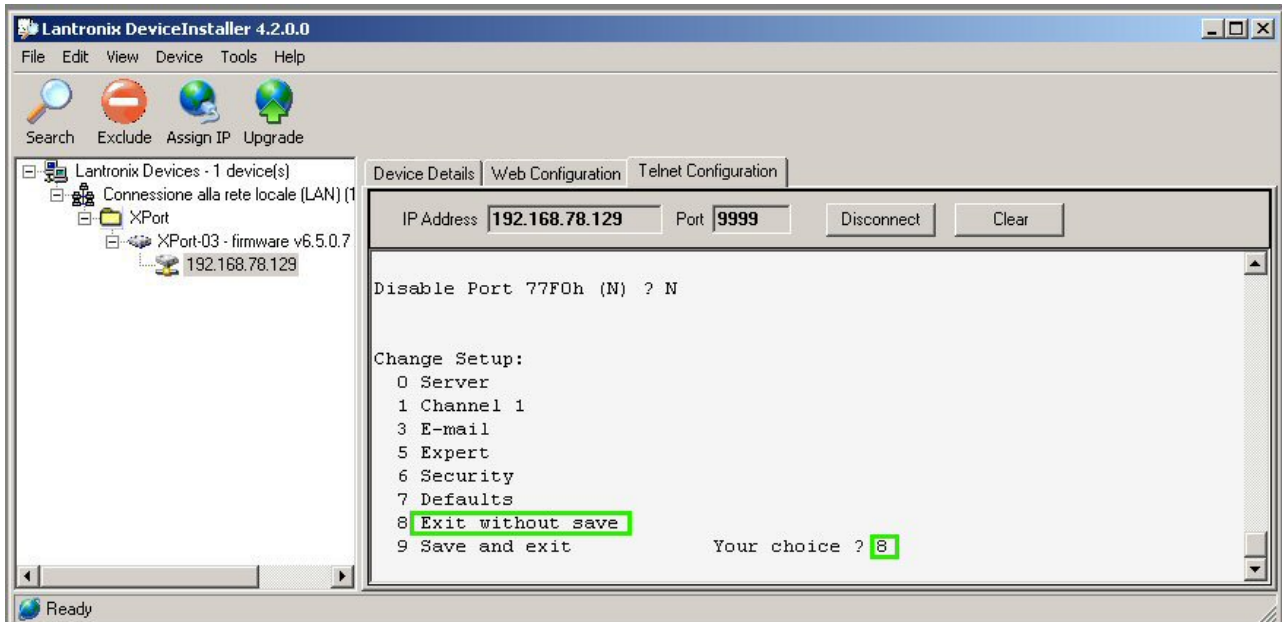 Lantronix DeviceInstaller 4.2.0.0
File Edit View Device Tools Help
Search Exclude Assign IP Upgrade
Lantronix Devices - 1 device(s)
Connessione alla rete locale (LAN) (1
XPort
XPort-03 - firmware v6.5.0.7
192.168.78.129
Device Details Web Configuration Telnet Configuration
IP Address 192.168.78.129 Port 9999 Disconnect Clear
Disable Port 77F0h (N) ? N
Change Setup:
0 Server
1 Channel 1
3 E-mail
5 Expert
6 Security
7 Defaults
8 Exit without save
9 Save and exit Your choice ? 8
Ready